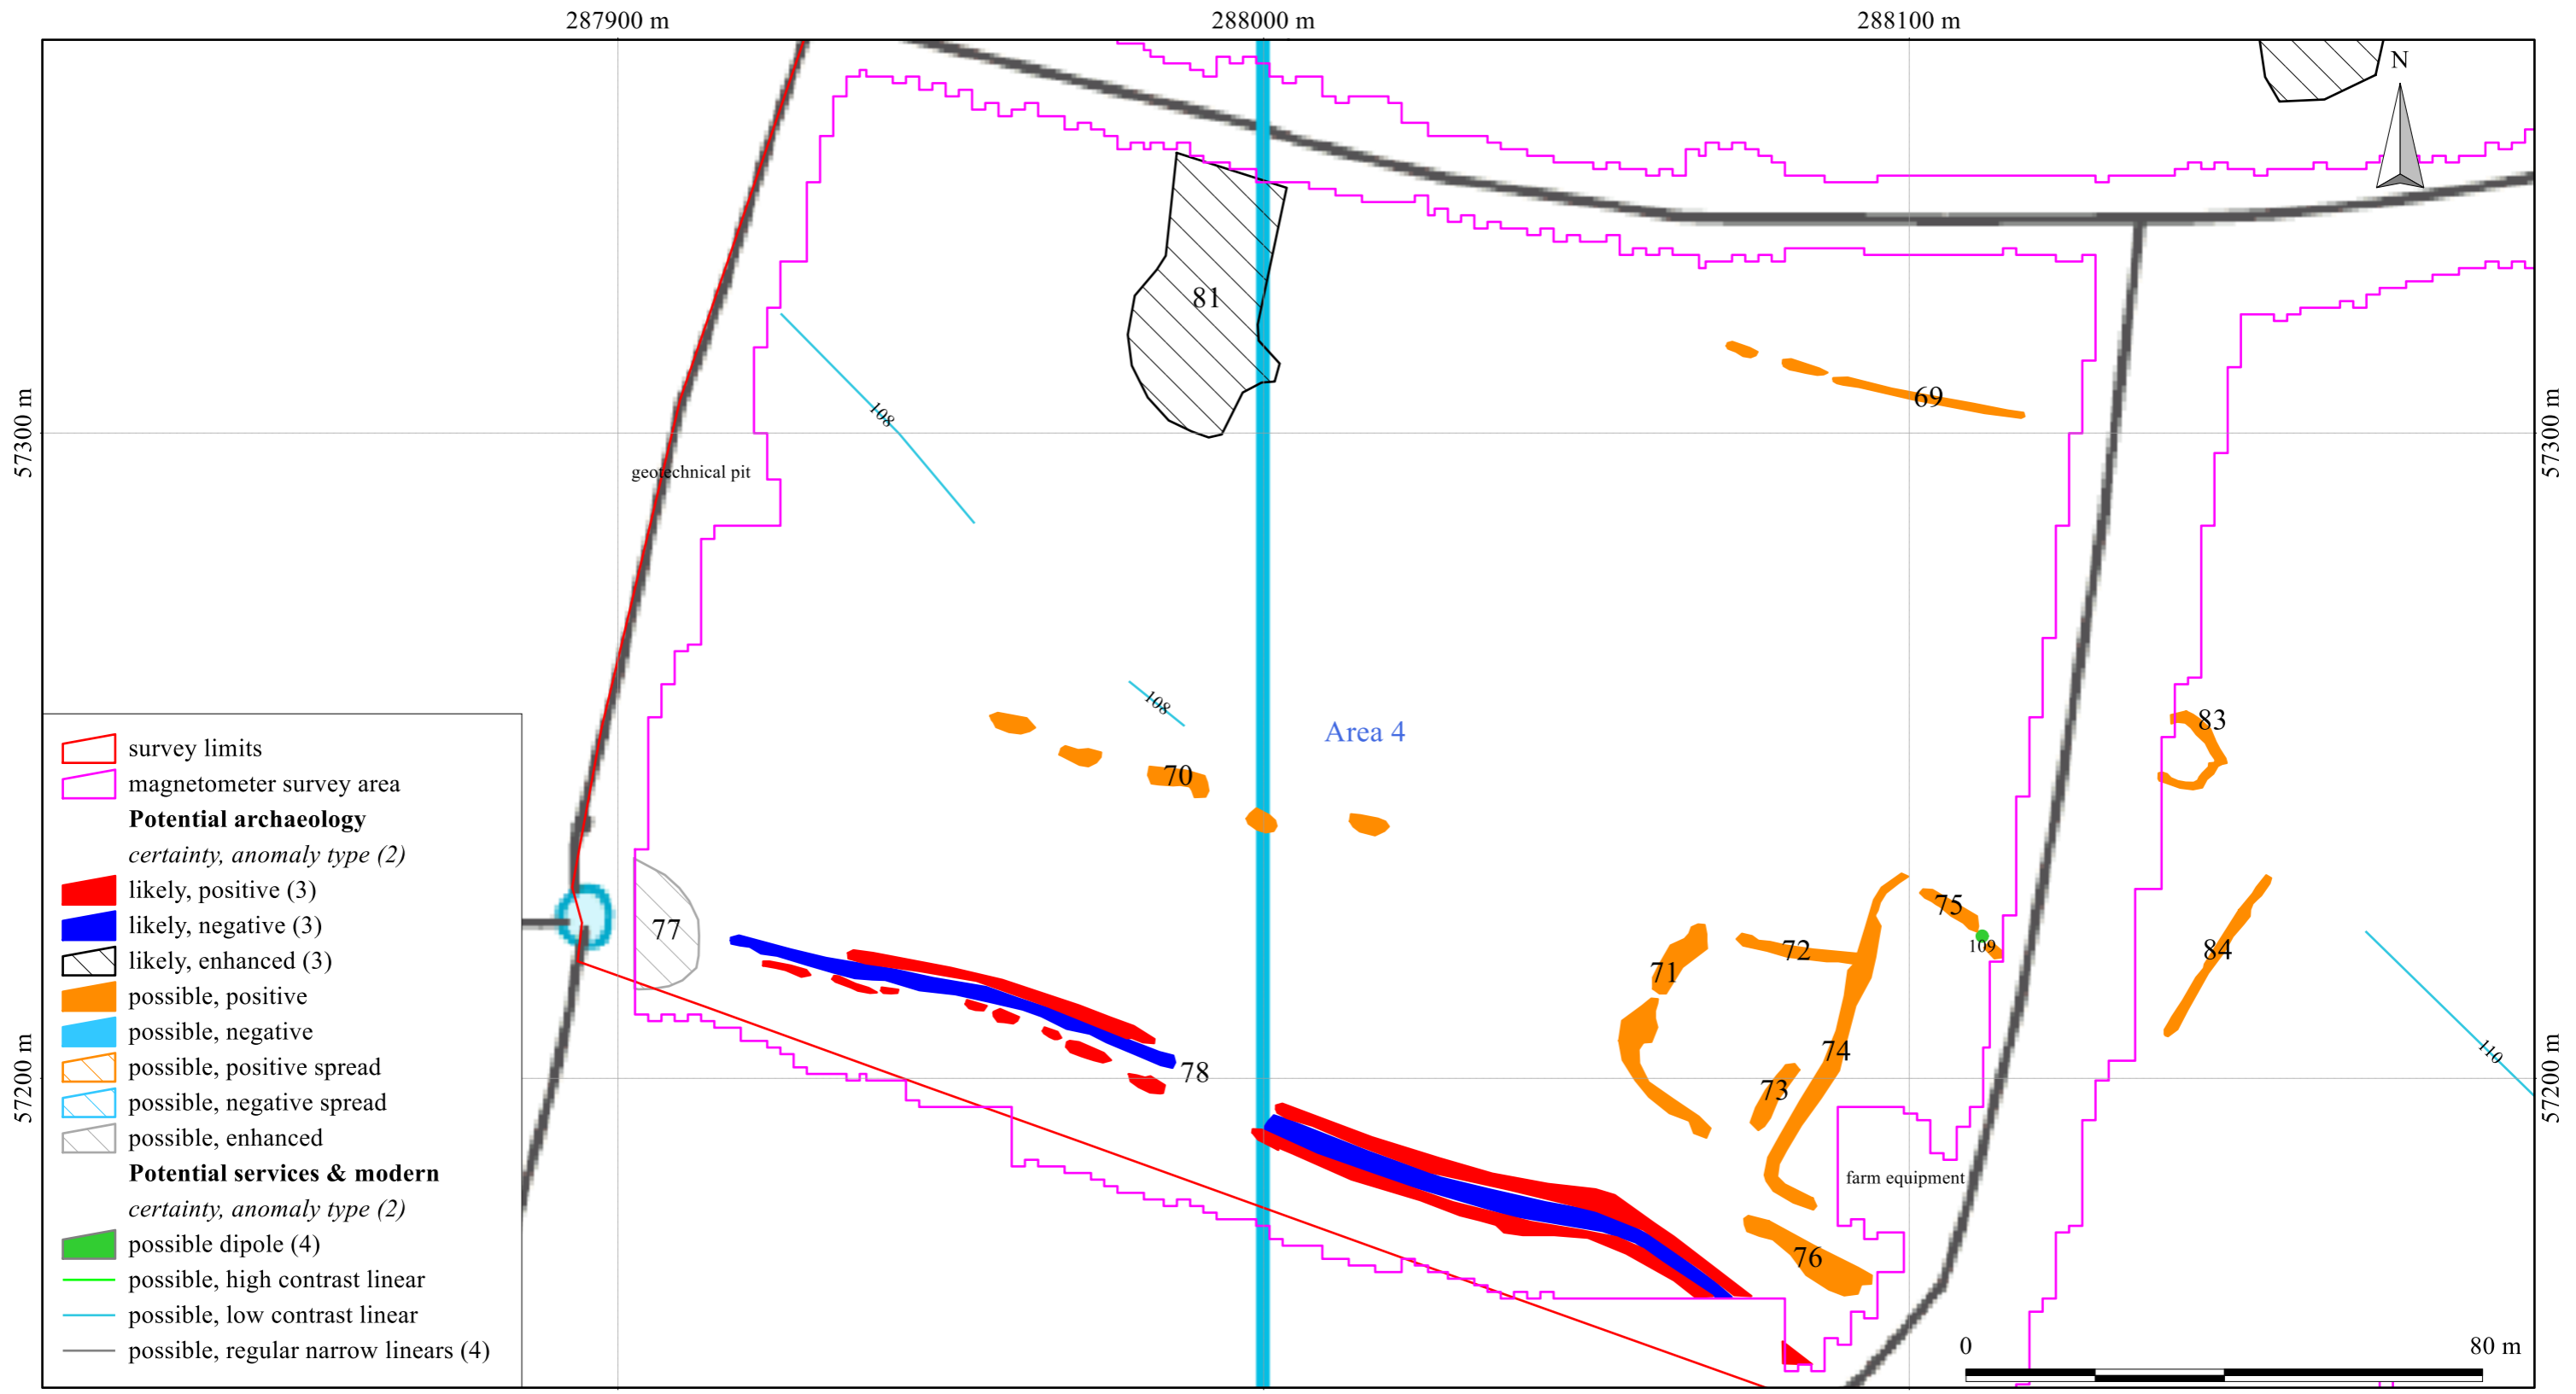 287900 m
288000 m
288100 m
N
81
69
57300 m
57300 m
108
geotechnical pit
108
Area 4
83
70
75
77
109
72
84
71
110
74
78
73
57200 m
57200 m
farm equipment
76
survey limits
magnetometer survey area
Potential archaeology
certainty, anomaly type (2)
likely, positive (3)
likely, negative (3)
likely, enhanced (3)
possible, positive
possible, negative
possible, positive spread
possible, negative spread
possible, enhanced
Potential services & modern
certainty, anomaly type (2)
possible dipole (4)
possible, high contrast linear
possible, low contrast linear
possible, regular narrow linears (4)
0
80 m